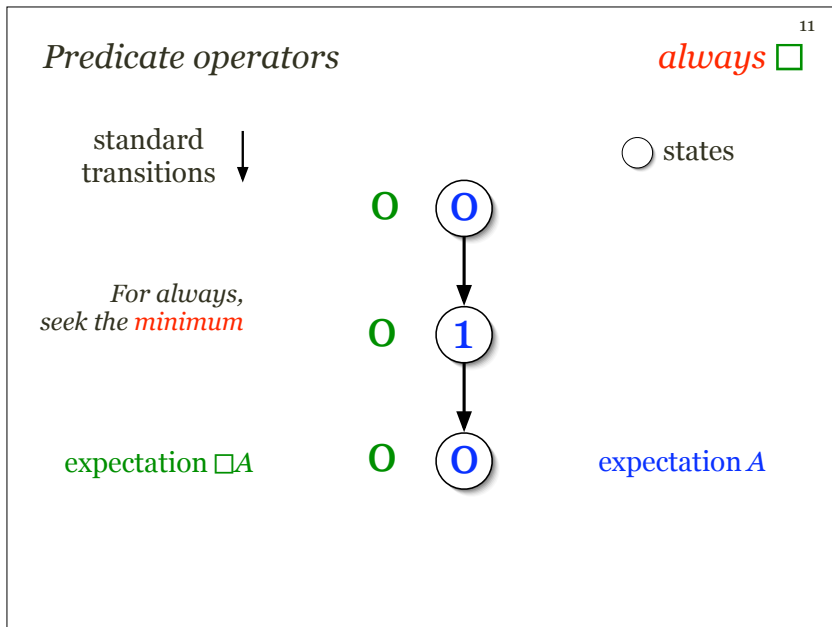 11
Predicate operators
always □
standard
transitions
states
0 0
For always,
seek the minimum
0 1
expectation □A
0 0
expectation A